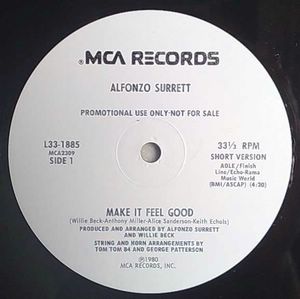 ®MCA RECORDS
ALFONZO SURRETT
PROMOTIONAL USE ONLY-NOT FOR SALE
L33-1885
MCA2309
SIDE 1
33⅓ RPM
SHORT VERSION
AOLE/Flwish
Line/Echo-Rama
Music World
(BMI/ASCAP) (4:20)
MAKE IT FEEL GOOD
(Willie Beck-Anthony Miller-Alice Sanderson-Keith Echols)
PRODUCED AND ARRANGED BY ALFONZO SURRETT
AND WILLIE BECK
STRING AND HORN ARRANGEMENTS BY
TOM TOM 84 AND GEORGE PATTERSON
℗1980
MCA RECORDS, INC.